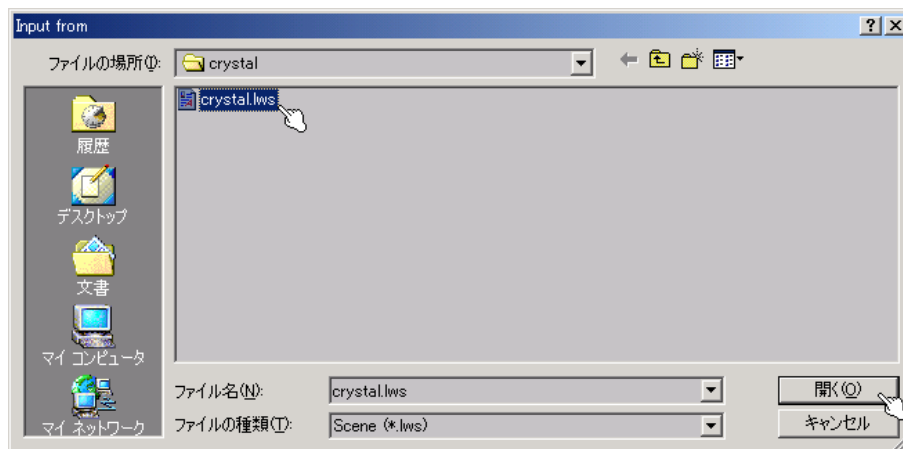 Input from
ファイルの場所(I):
crystal
crystal.lws
履歴
デスクトップ
文書
マイ コンピュータ
マイ ネットワーク
ファイル名(N):
crystal.lws
開く(O)
ファイルの種類(T):
Scene (*.lws)
キャンセル